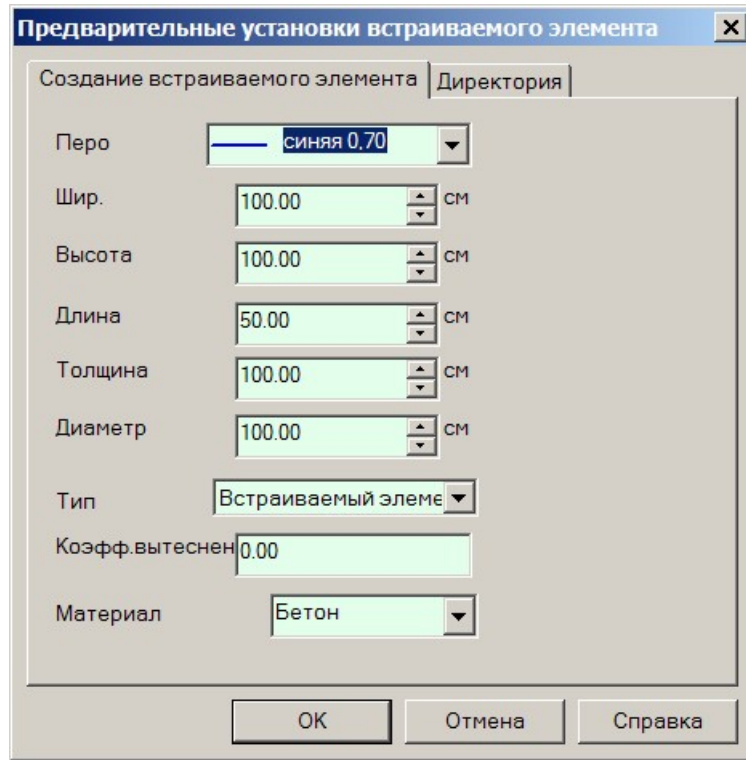 Предварительные установки встраиваемого элемента
Создание встраиваемого элемента Директория
Перо синяя 0,70
Шир. 100.00 см
Высота 100.00 см
Длина 50.00 см
Толщина 100.00 см
Диаметр 100.00 см
Тип Встраиваемый элеме
Коэфф.вытеснен 0.00
Материал Бетон
OK Отмена Справка